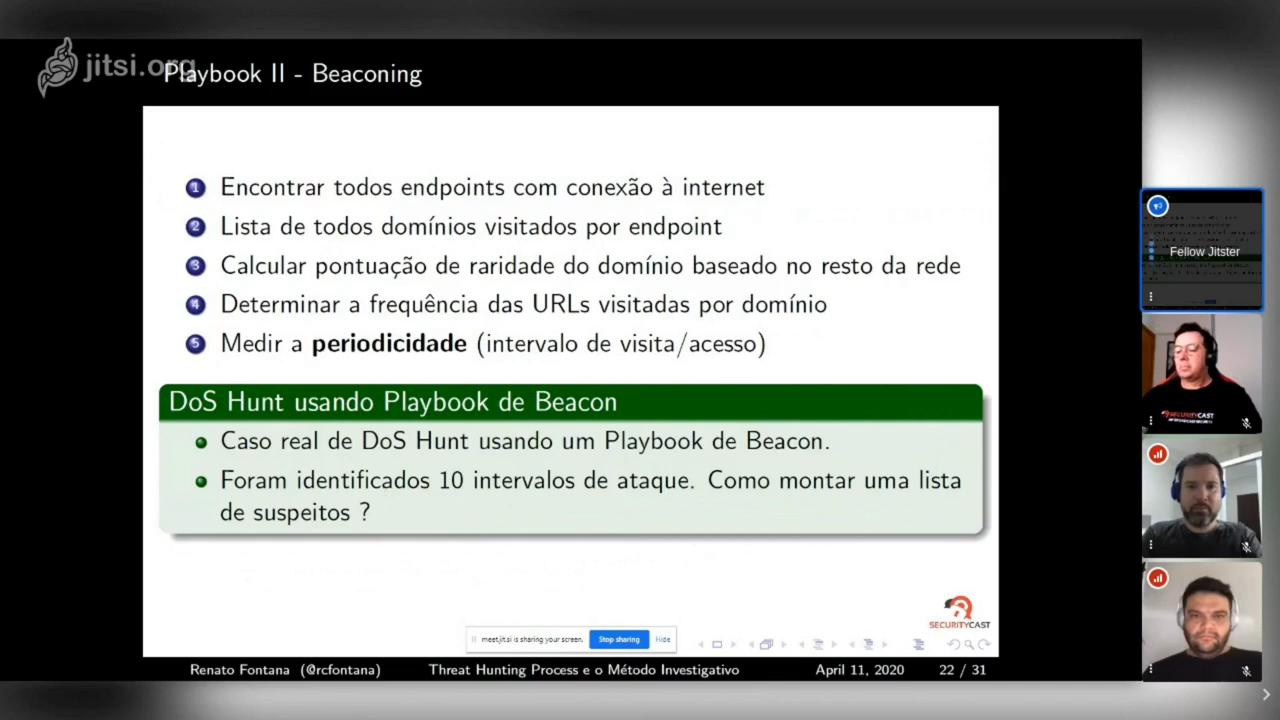 jitsi.org
Playbook II - Beaconing
1 Encontrar todos endpoints com conexão à internet
2 Lista de todos domínios visitados por endpoint
3 Calcular pontuação de raridade do domínio baseado no resto da rede
4 Determinar a frequência das URLs visitadas por domínio
5 Medir a periodicidade (intervalo de visita/acesso)
DoS Hunt usando Playbook de Beacon
Caso real de DoS Hunt usando um Playbook de Beacon.
Foram identificados 10 intervalos de ataque. Como montar uma lista
de suspeitos ?
SECURITYCAST
meet.jit.si is sharing your screen. Stop sharing Hide
Renato Fontana (@rcfontana) Threat Hunting Process e o Método Investigativo April 11, 2020 22 / 31
Fellow Jitster
SECURITYCAST